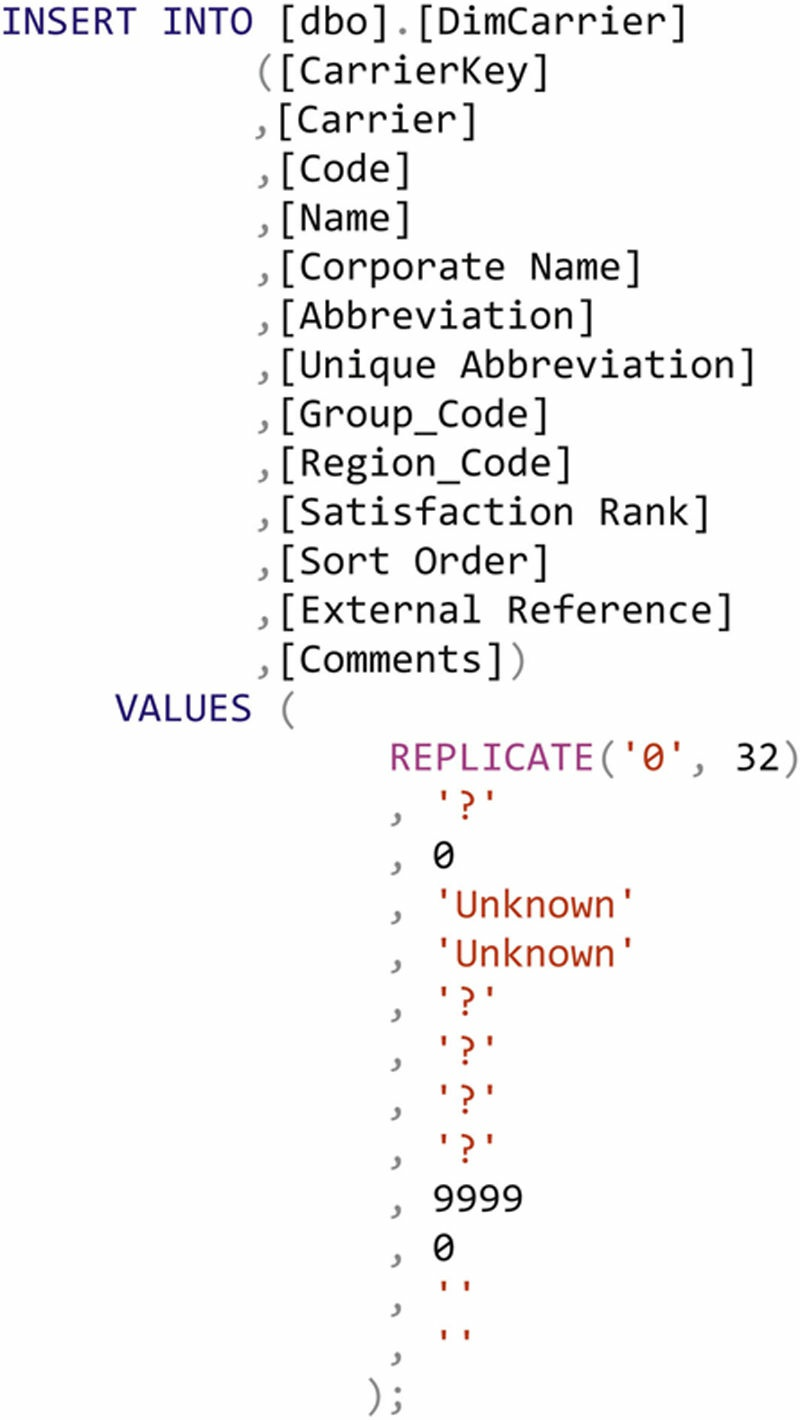 INSERT INTO [dbo].[DimCarrier]
([CarrierKey]
,[Carrier]
,[Code]
,[Name]
,[Corporate Name]
,[Abbreviation]
,[Unique Abbreviation]
,[Group_Code]
,[Region_Code]
,[Satisfaction Rank]
,[Sort Order]
,[External Reference]
,[Comments])
VALUES (
REPLICATE('0', 32)
, '?'
, 0
, 'Unknown'
, 'Unknown'
, '?'
, '?'
, '?'
, '?'
, 9999
, 0
, ''
, ''
);